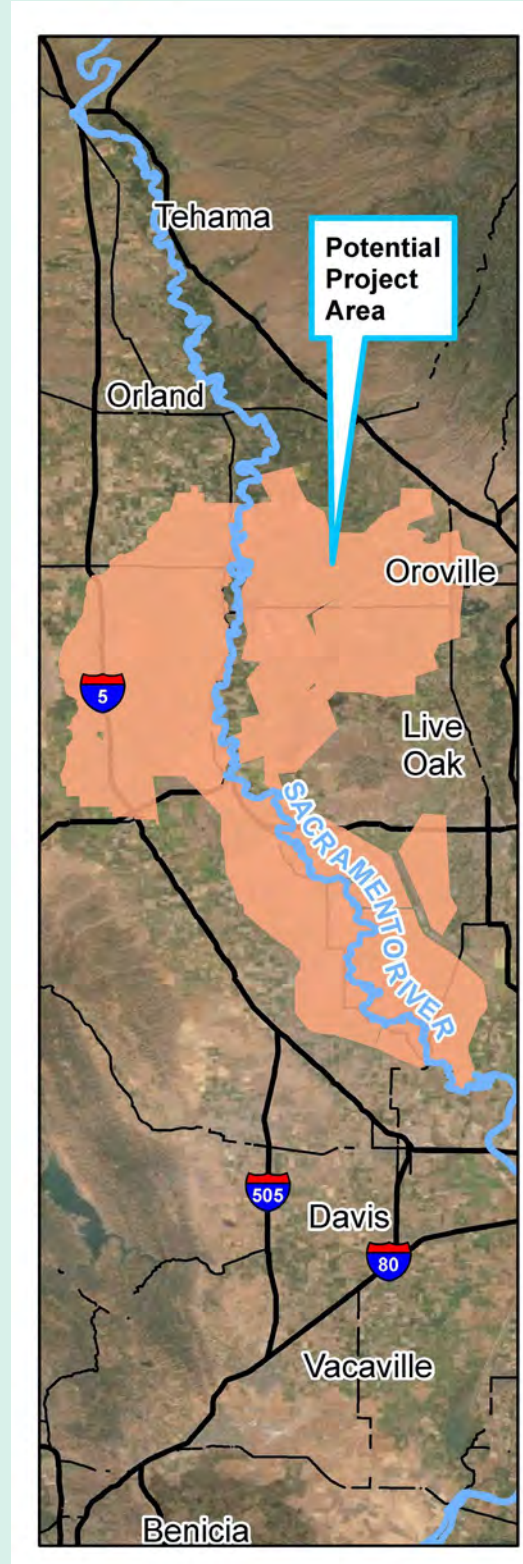 Tehama
Potential
Project
Area
Orland
Oroville
5
Live
Oak
SACRAMENTO RIVER
505
Davis
80
Vacaville
Benicia